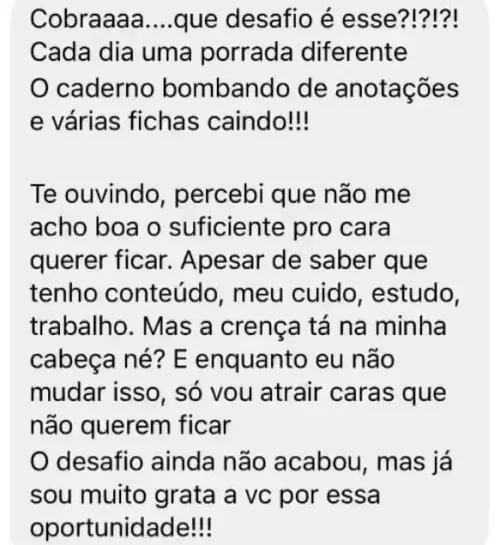 Cobraaaa....que desafio é esse?!?!?!
Cada dia uma porrada diferente
O caderno bombando de anotações
e várias fichas caindo!!!
Te ouvindo, percebi que não me
acho boa o suficiente pro cara
querer ficar. Apesar de saber que
tenho conteúdo, meu cuido, estudo,
trabalho. Mas a crença tá na minha
cabeça né? E enquanto eu não
mudar isso, só vou atrair caras que
não querem ficar
O desafio ainda não acabou, mas já
sou muito grata a vc por essa
oportunidade!!!